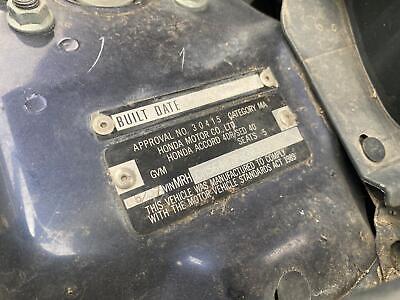 BUILT DATE
APPROVAL NO. 30415 CATEGORY MA
HONDA MOTOR CO. LTD.
HONDA ACCORD 4DR/SED 40
SEATS 5
GVM
VIN MRH
THIS VEHICLE WAS MANUFACTURED TO COMPLY
WITH THE MOTOR VEHICLE STANDARDS ACT 1989